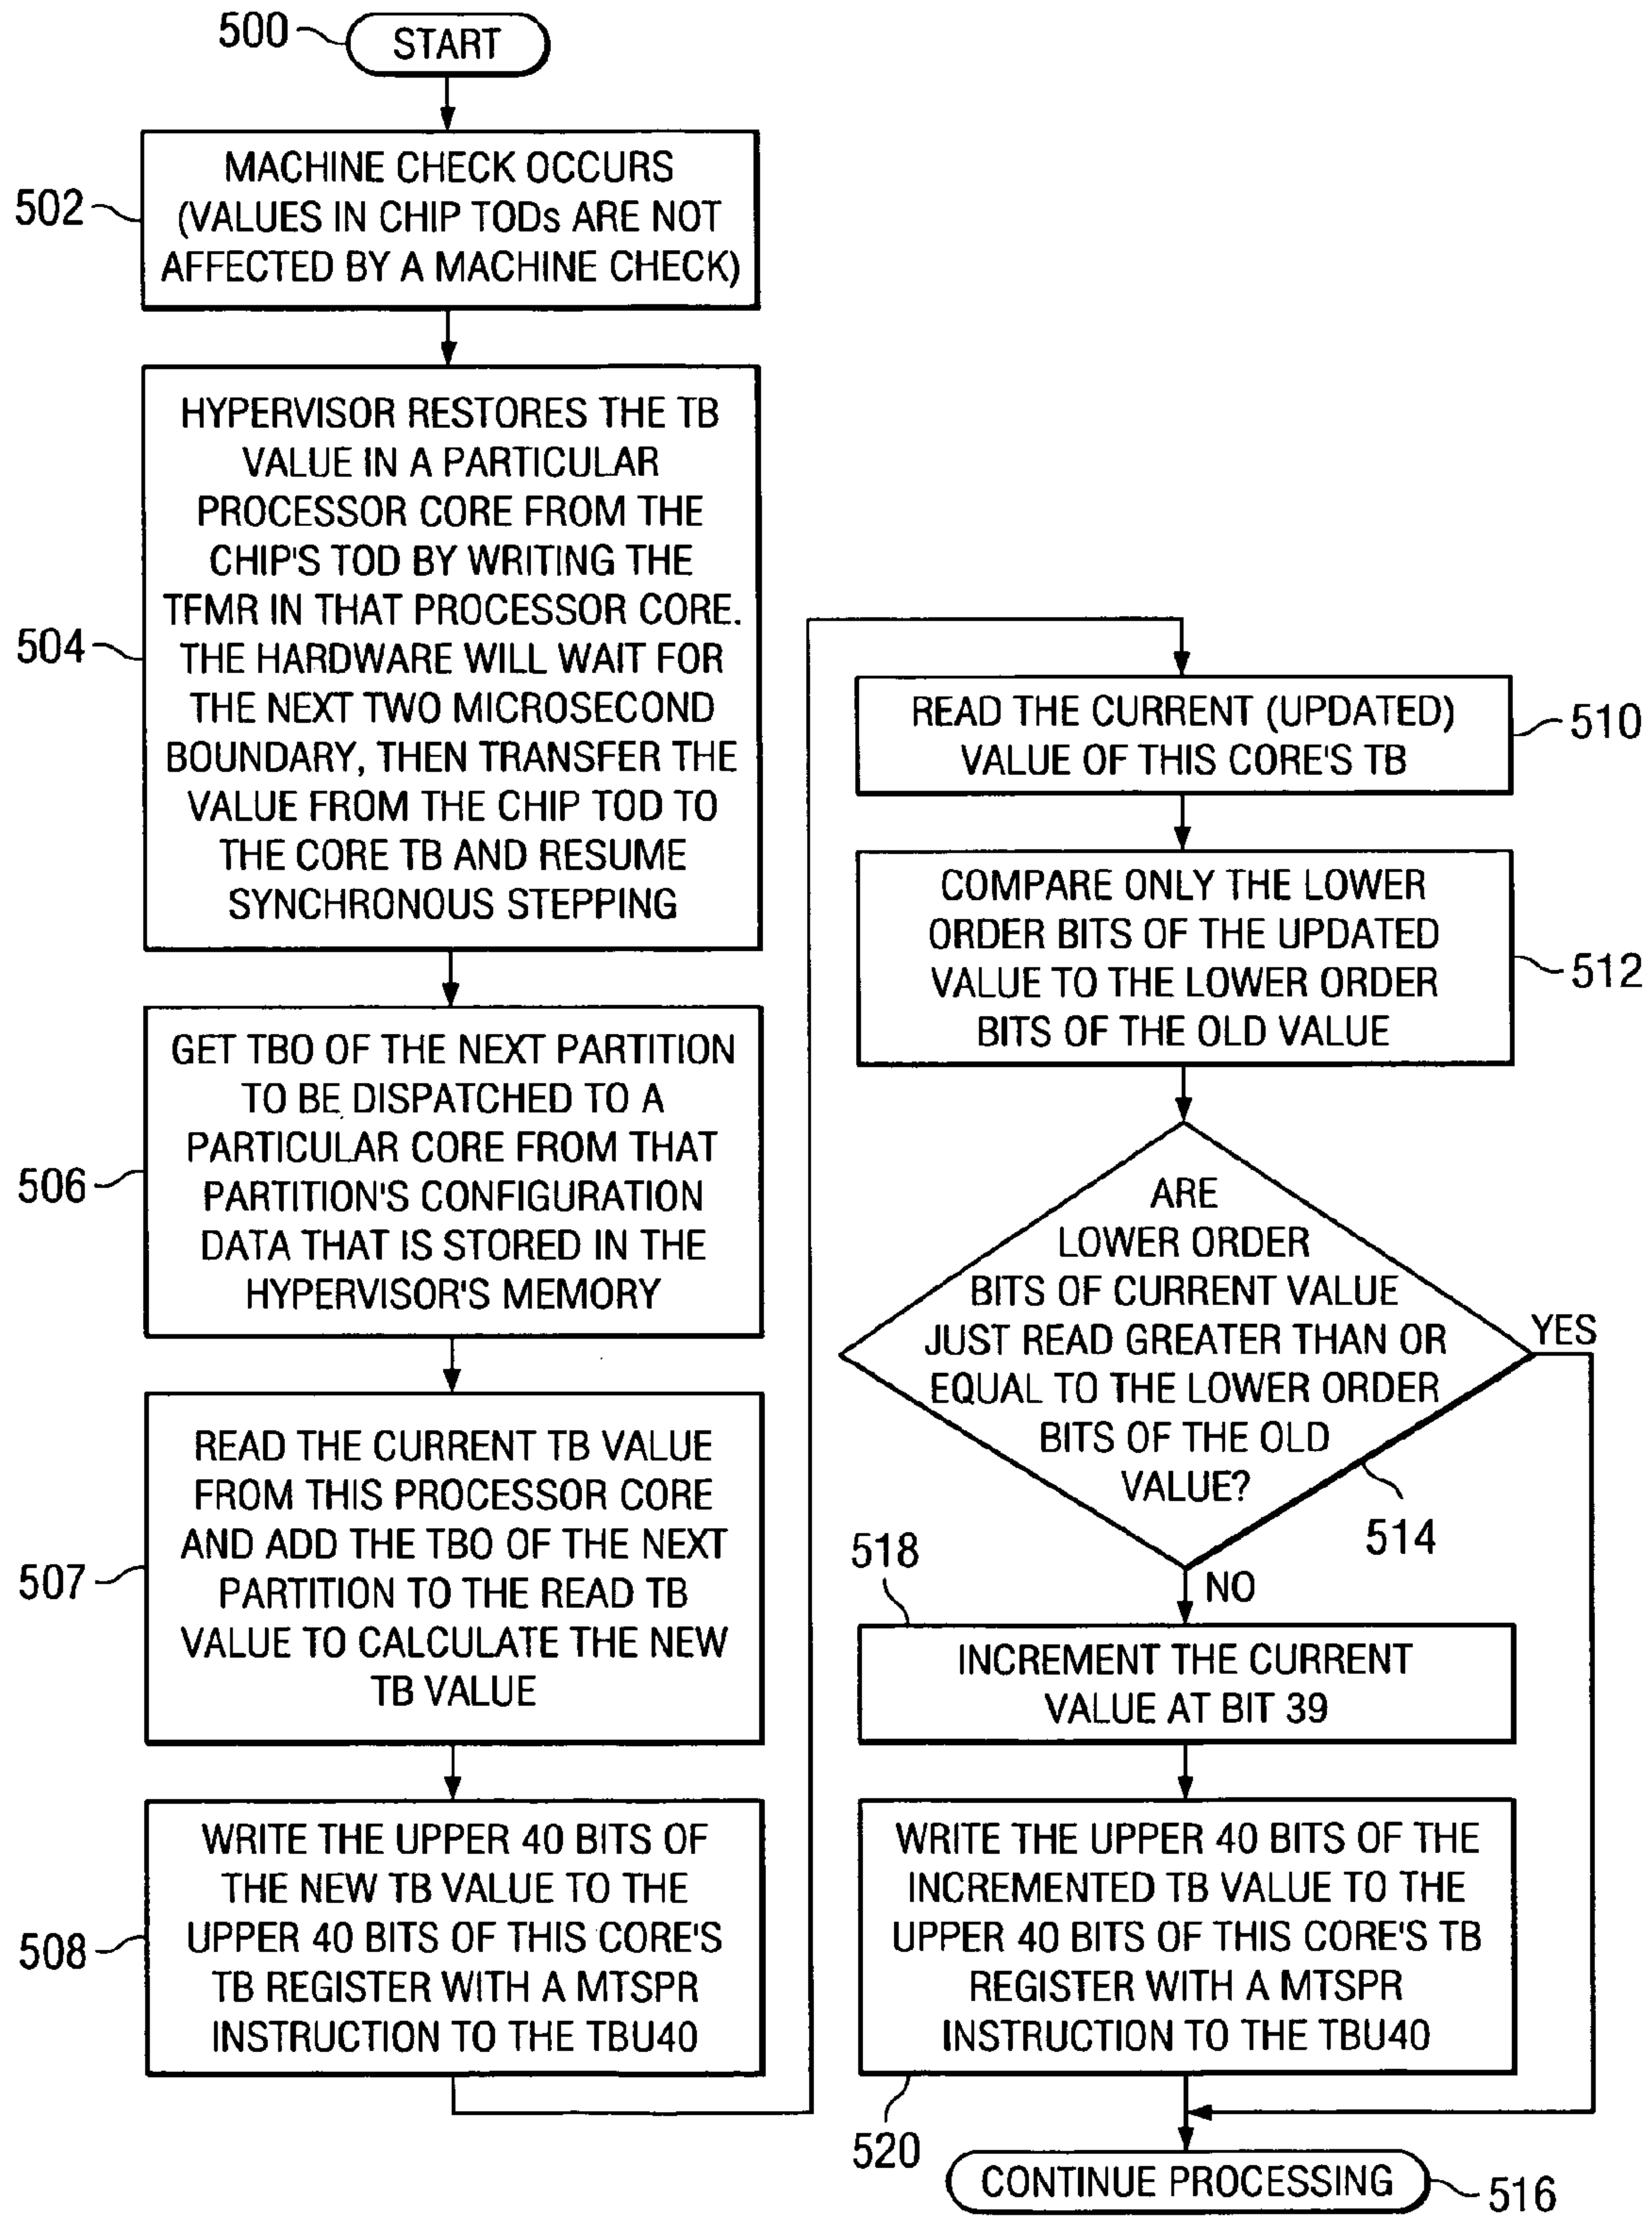 500
START
502
MACHINE CHECK OCCURS
(VALUES IN CHIP TODs ARE NOT
AFFECTED BY A MACHINE CHECK)
504
HYPERVISOR RESTORES THE TB
VALUE IN A PARTICULAR
PROCESSOR CORE FROM THE
CHIP'S TOD BY WRITING THE
TFMR IN THAT PROCESSOR CORE.
THE HARDWARE WILL WAIT FOR
THE NEXT TWO MICROSECOND
BOUNDARY, THEN TRANSFER THE
VALUE FROM THE CHIP TOD TO
THE CORE TB AND RESUME
SYNCHRONOUS STEPPING
506
GET TBO OF THE NEXT PARTITION
TO BE DISPATCHED TO A
PARTICULAR CORE FROM THAT
PARTITION'S CONFIGURATION
DATA THAT IS STORED IN THE
HYPERVISOR'S MEMORY
507
READ THE CURRENT TB VALUE
FROM THIS PROCESSOR CORE
AND ADD THE TBO OF THE NEXT
PARTITION TO THE READ TB
VALUE TO CALCULATE THE NEW
TB VALUE
508
WRITE THE UPPER 40 BITS OF
THE NEW TB VALUE TO THE
UPPER 40 BITS OF THIS CORE'S
TB REGISTER WITH A MTSPR
INSTRUCTION TO THE TBU40
READ THE CURRENT (UPDATED)
VALUE OF THIS CORE'S TB
510
COMPARE ONLY THE LOWER
ORDER BITS OF THE UPDATED
VALUE TO THE LOWER ORDER
BITS OF THE OLD VALUE
512
ARE
LOWER ORDER
BITS OF CURRENT VALUE
JUST READ GREATER THAN OR
EQUAL TO THE LOWER ORDER
BITS OF THE OLD
VALUE?
YES
514
NO
518
INCREMENT THE CURRENT
VALUE AT BIT 39
WRITE THE UPPER 40 BITS OF THE
INCREMENTED TB VALUE TO THE
UPPER 40 BITS OF THIS CORE'S TB
REGISTER WITH A MTSPR
INSTRUCTION TO THE TBU40
520
CONTINUE PROCESSING
516